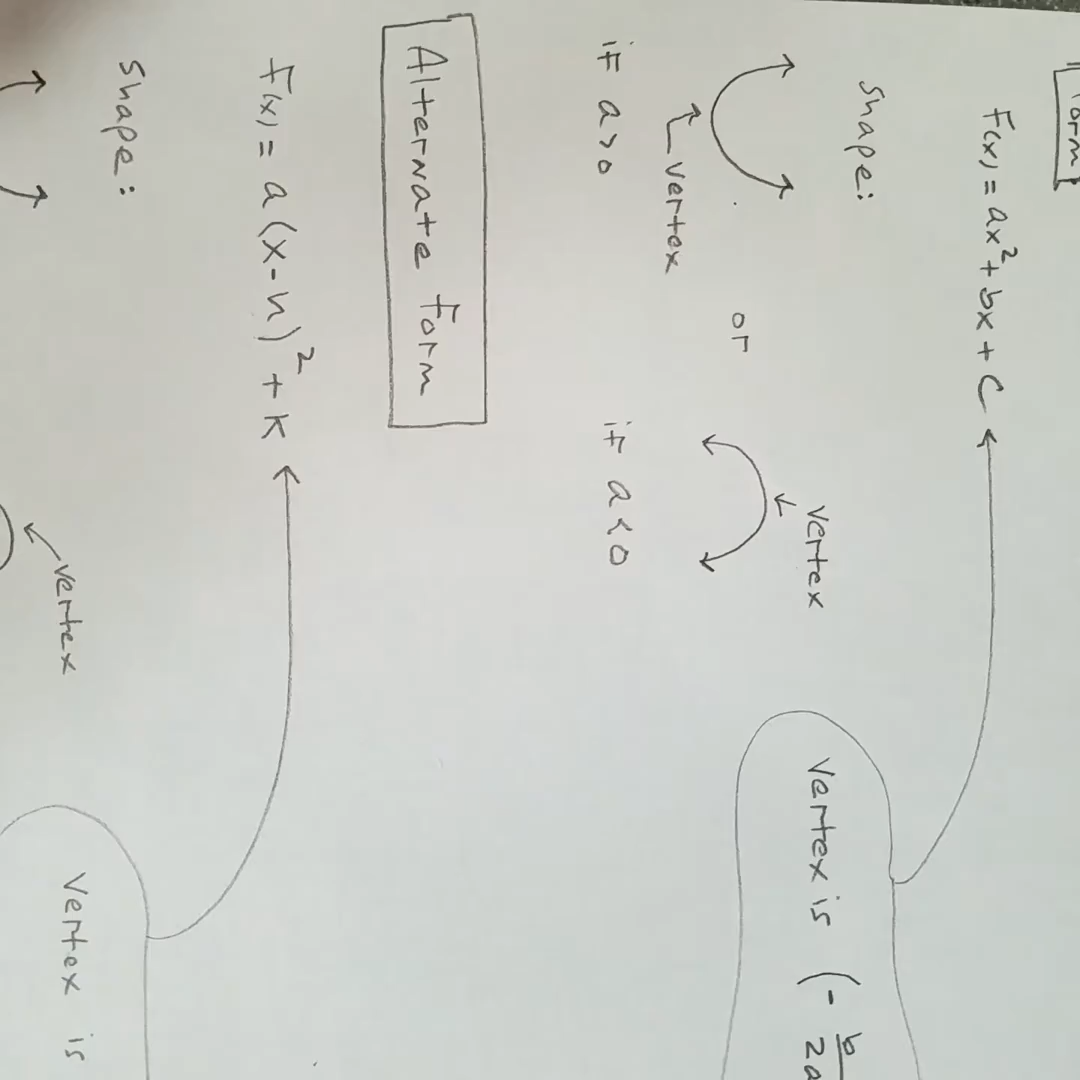 Form
F(x) = ax² + bx + C
Shape:
vertex
or
vertex
if a>0
if a<0
Vertex is (- b/2a
Alternate Form
F(x) = a(x-h)² + K
Shape:
vertex
Vertex is